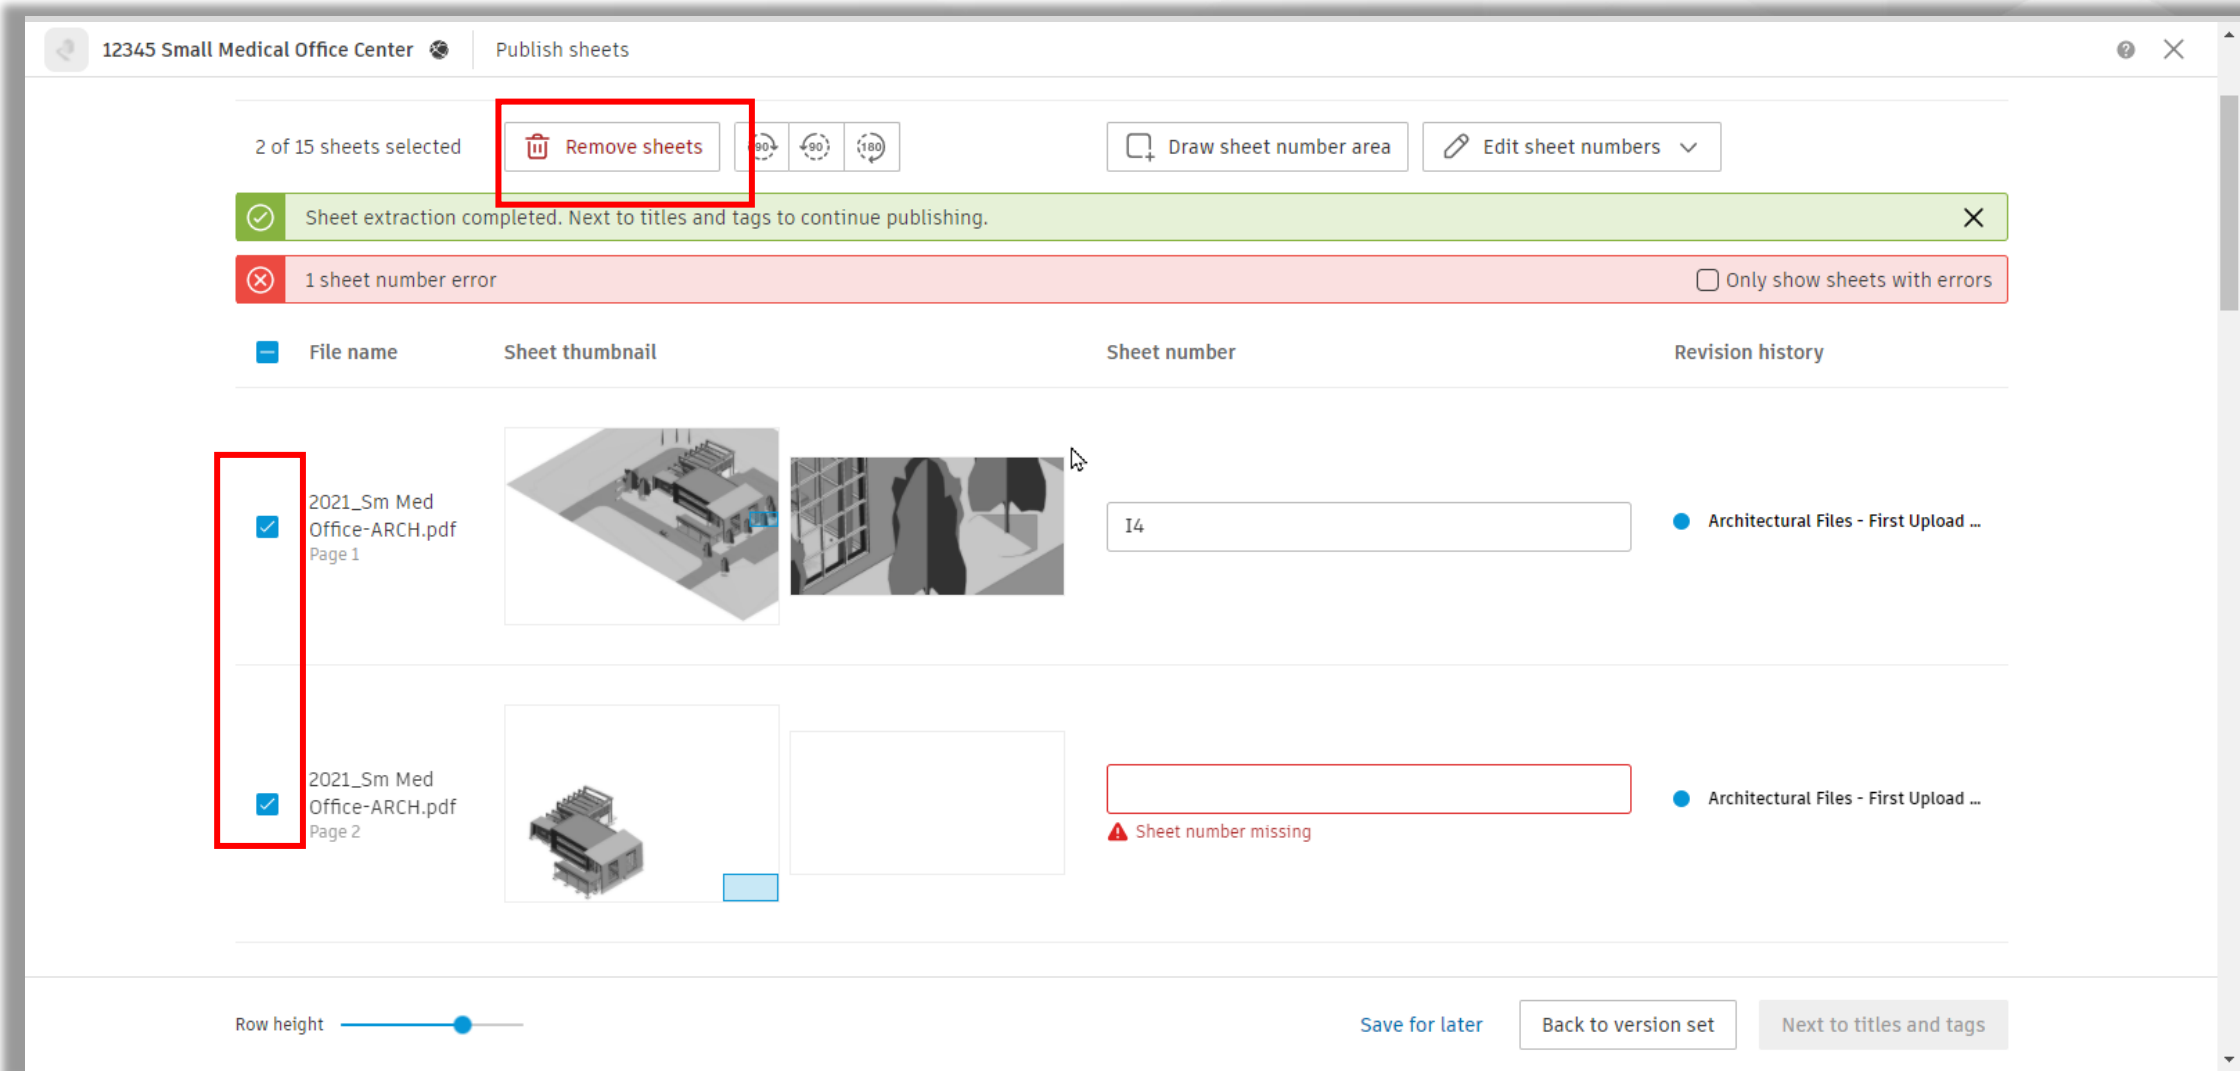 12345 Small Medical Office Center
Publish sheets
2 of 15 sheets selected
Remove sheets
90
90
180
Draw sheet number area
Edit sheet numbers
Sheet extraction completed. Next to titles and tags to continue publishing.
1 sheet number error
Only show sheets with errors
File name
Sheet thumbnail
Sheet number
Revision history
2021_Sm Med
Office-ARCH.pdf
Page 1
I4
Architectural Files - First Upload ...
2021_Sm Med
Office-ARCH.pdf
Page 2
Sheet number missing
Architectural Files - First Upload ...
Row height
Save for later
Back to version set
Next to titles and tags